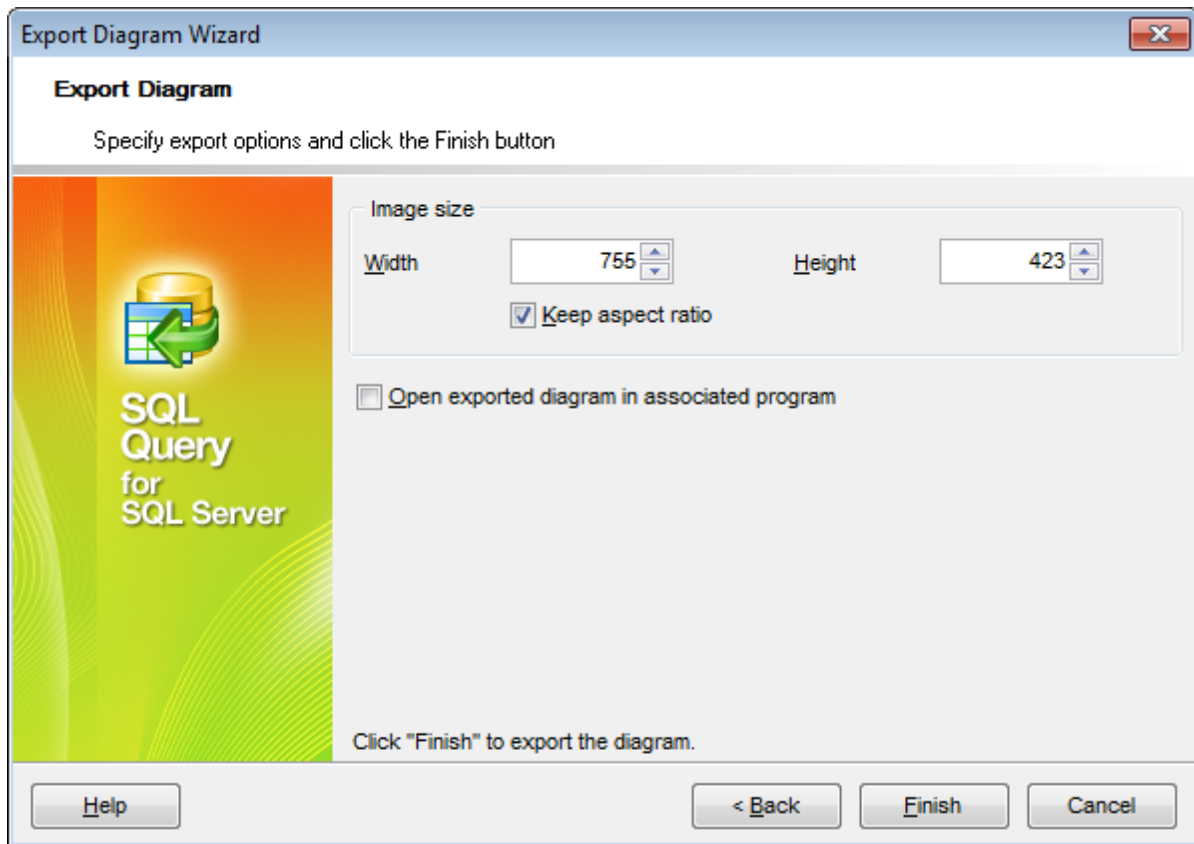 Export Diagram Wizard
Export Diagram
Specify export options and click the Finish button
Image size
Width 755 Height 423
Keep aspect ratio
Open exported diagram in associated program
SQL
Query
for
SQL Server
Click "Finish" to export the diagram.
Help < Back Finish Cancel